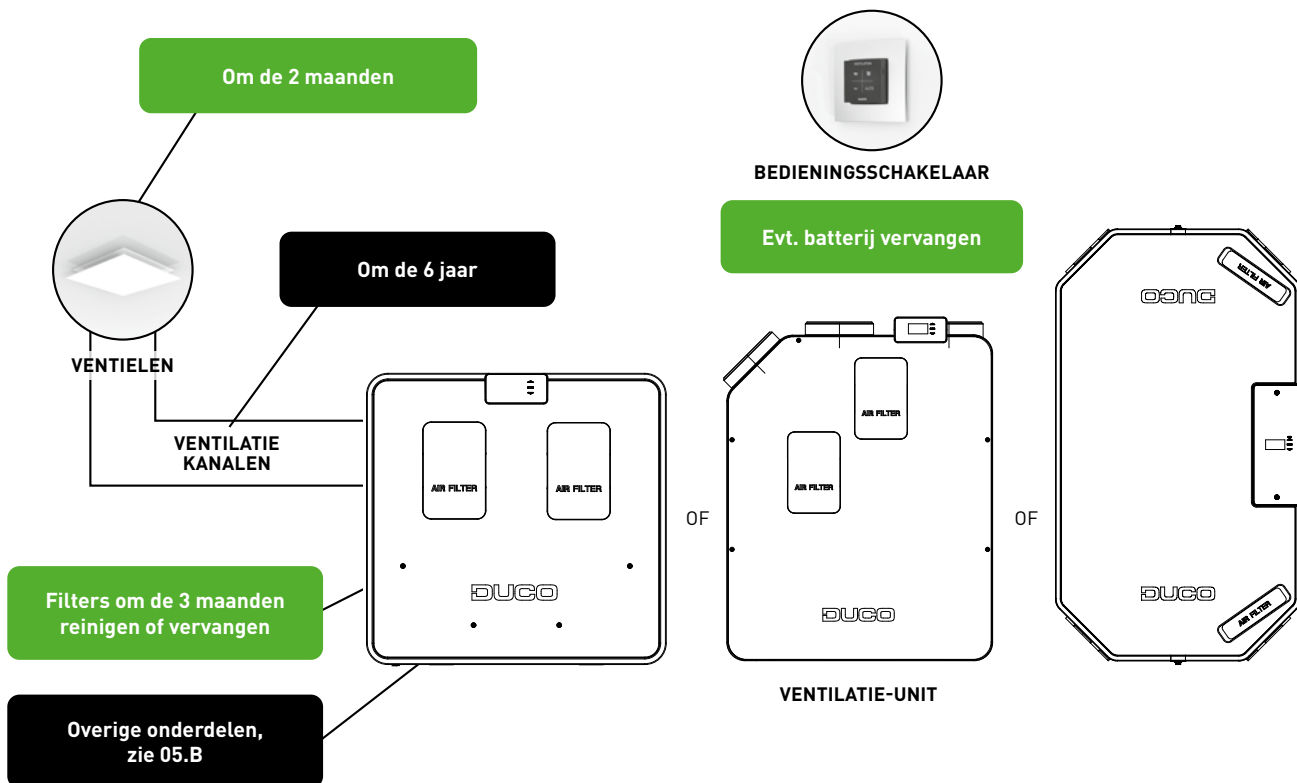 Om de 2 maanden
BEDIENINGSSCHAKELAAR
Evt. batterij vervangen
Om de 6 jaar
VENTIELEN
VENTILATIE
KANALEN
AIR FILTER
AIR FILTER
DUCO
OF
AIR FILTER
AIR FILTER
DUCO
OF
AIR FILTER
DUCO
DUCO
AIR FILTER
VENTILATIE-UNIT
Filters om de 3 maanden
reinigen of vervangen
Overige onderdelen,
zie 05.B